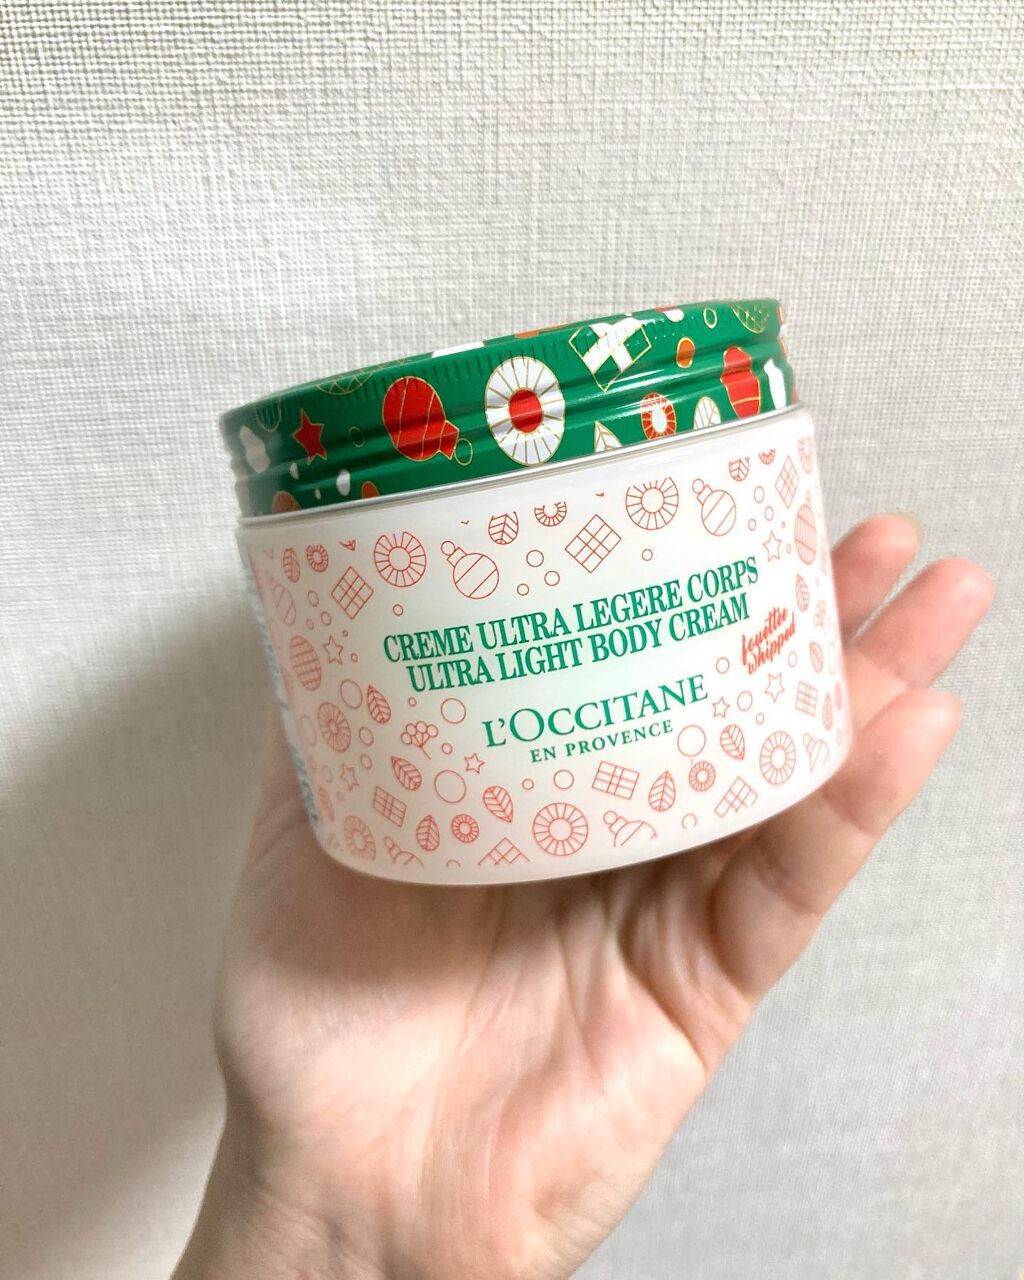 CREME ULTRA LEGERE CORPS
ULTRA LIGHT BODY CREAM
fouettée
whipped
L'OCCITANE
EN PROVENCE